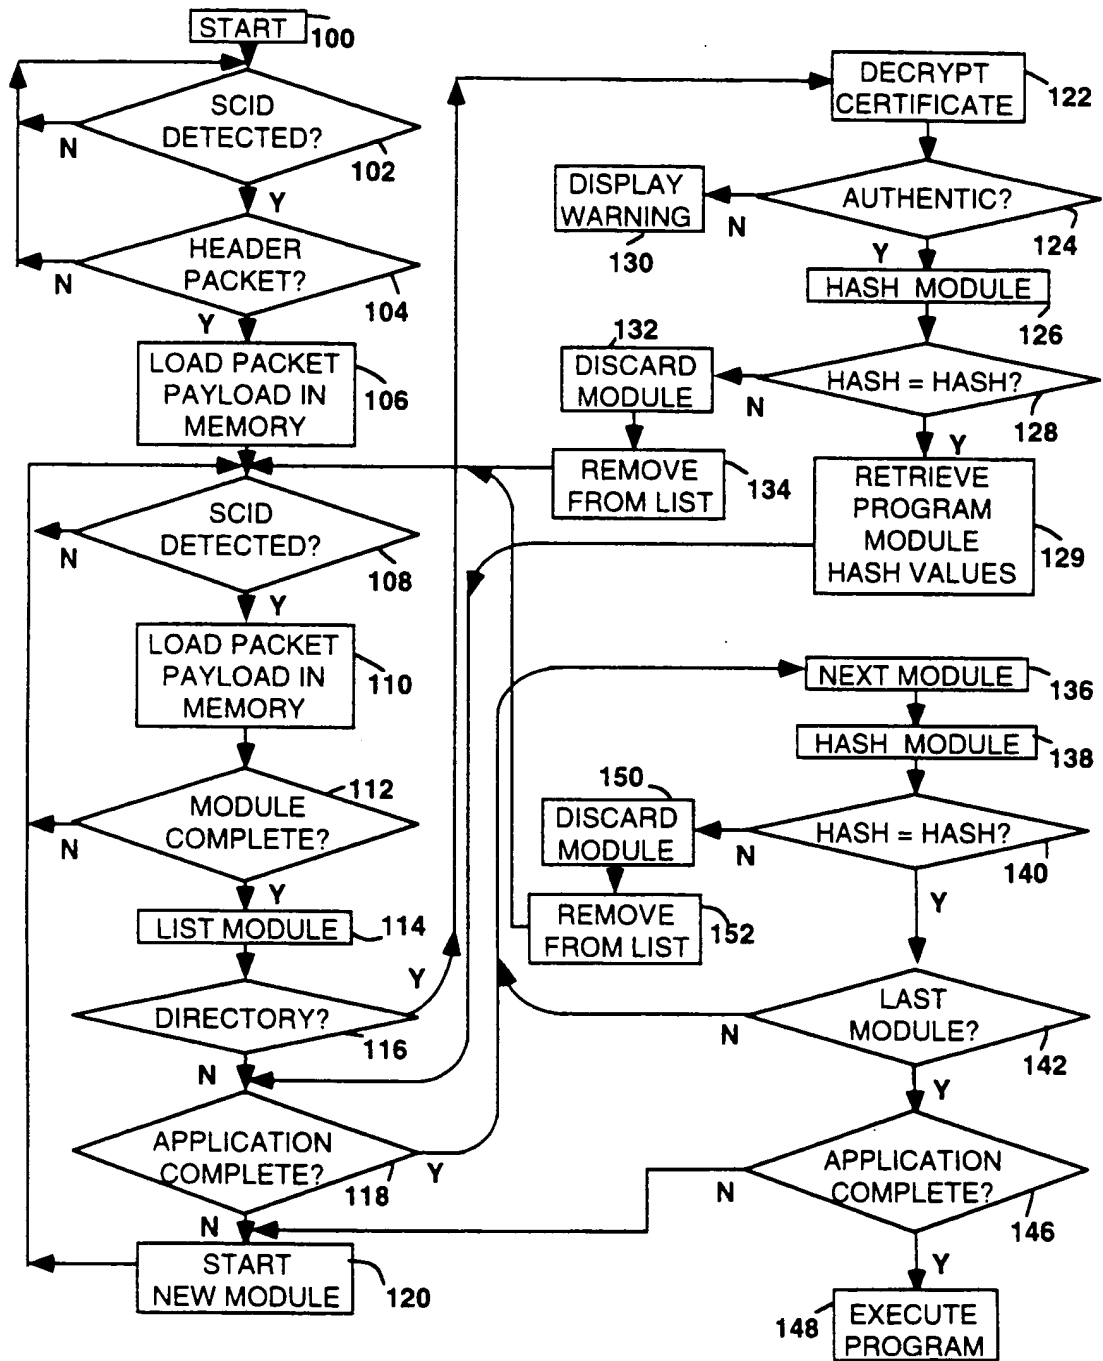 START
100
SCID
DETECTED?
102
N
Y
HEADER
PACKET?
104
N
Y
LOAD PACKET
PAYLOAD IN
MEMORY
106
SCID
DETECTED?
108
N
Y
LOAD PACKET
PAYLOAD IN
MEMORY
110
112
MODULE
COMPLETE?
N
Y
LIST MODULE
114
Y
DIRECTORY?
116
N
APPLICATION
COMPLETE?
118
Y
N
START
NEW MODULE
120
DECRYPT
CERTIFICATE
122
AUTHENTIC?
124
DISPLAY
WARNING
130
N
Y
HASH MODULE
126
132
DISCARD
MODULE
N
HASH = HASH?
128
Y
REMOVE
FROM LIST
134
RETRIEVE
PROGRAM
MODULE
HASH VALUES
129
NEXT MODULE
136
HASH MODULE
138
150
DISCARD
MODULE
N
HASH = HASH?
140
Y
REMOVE
FROM LIST
152
LAST
MODULE?
142
N
Y
APPLICATION
COMPLETE?
146
N
Y
148
EXECUTE
PROGRAM